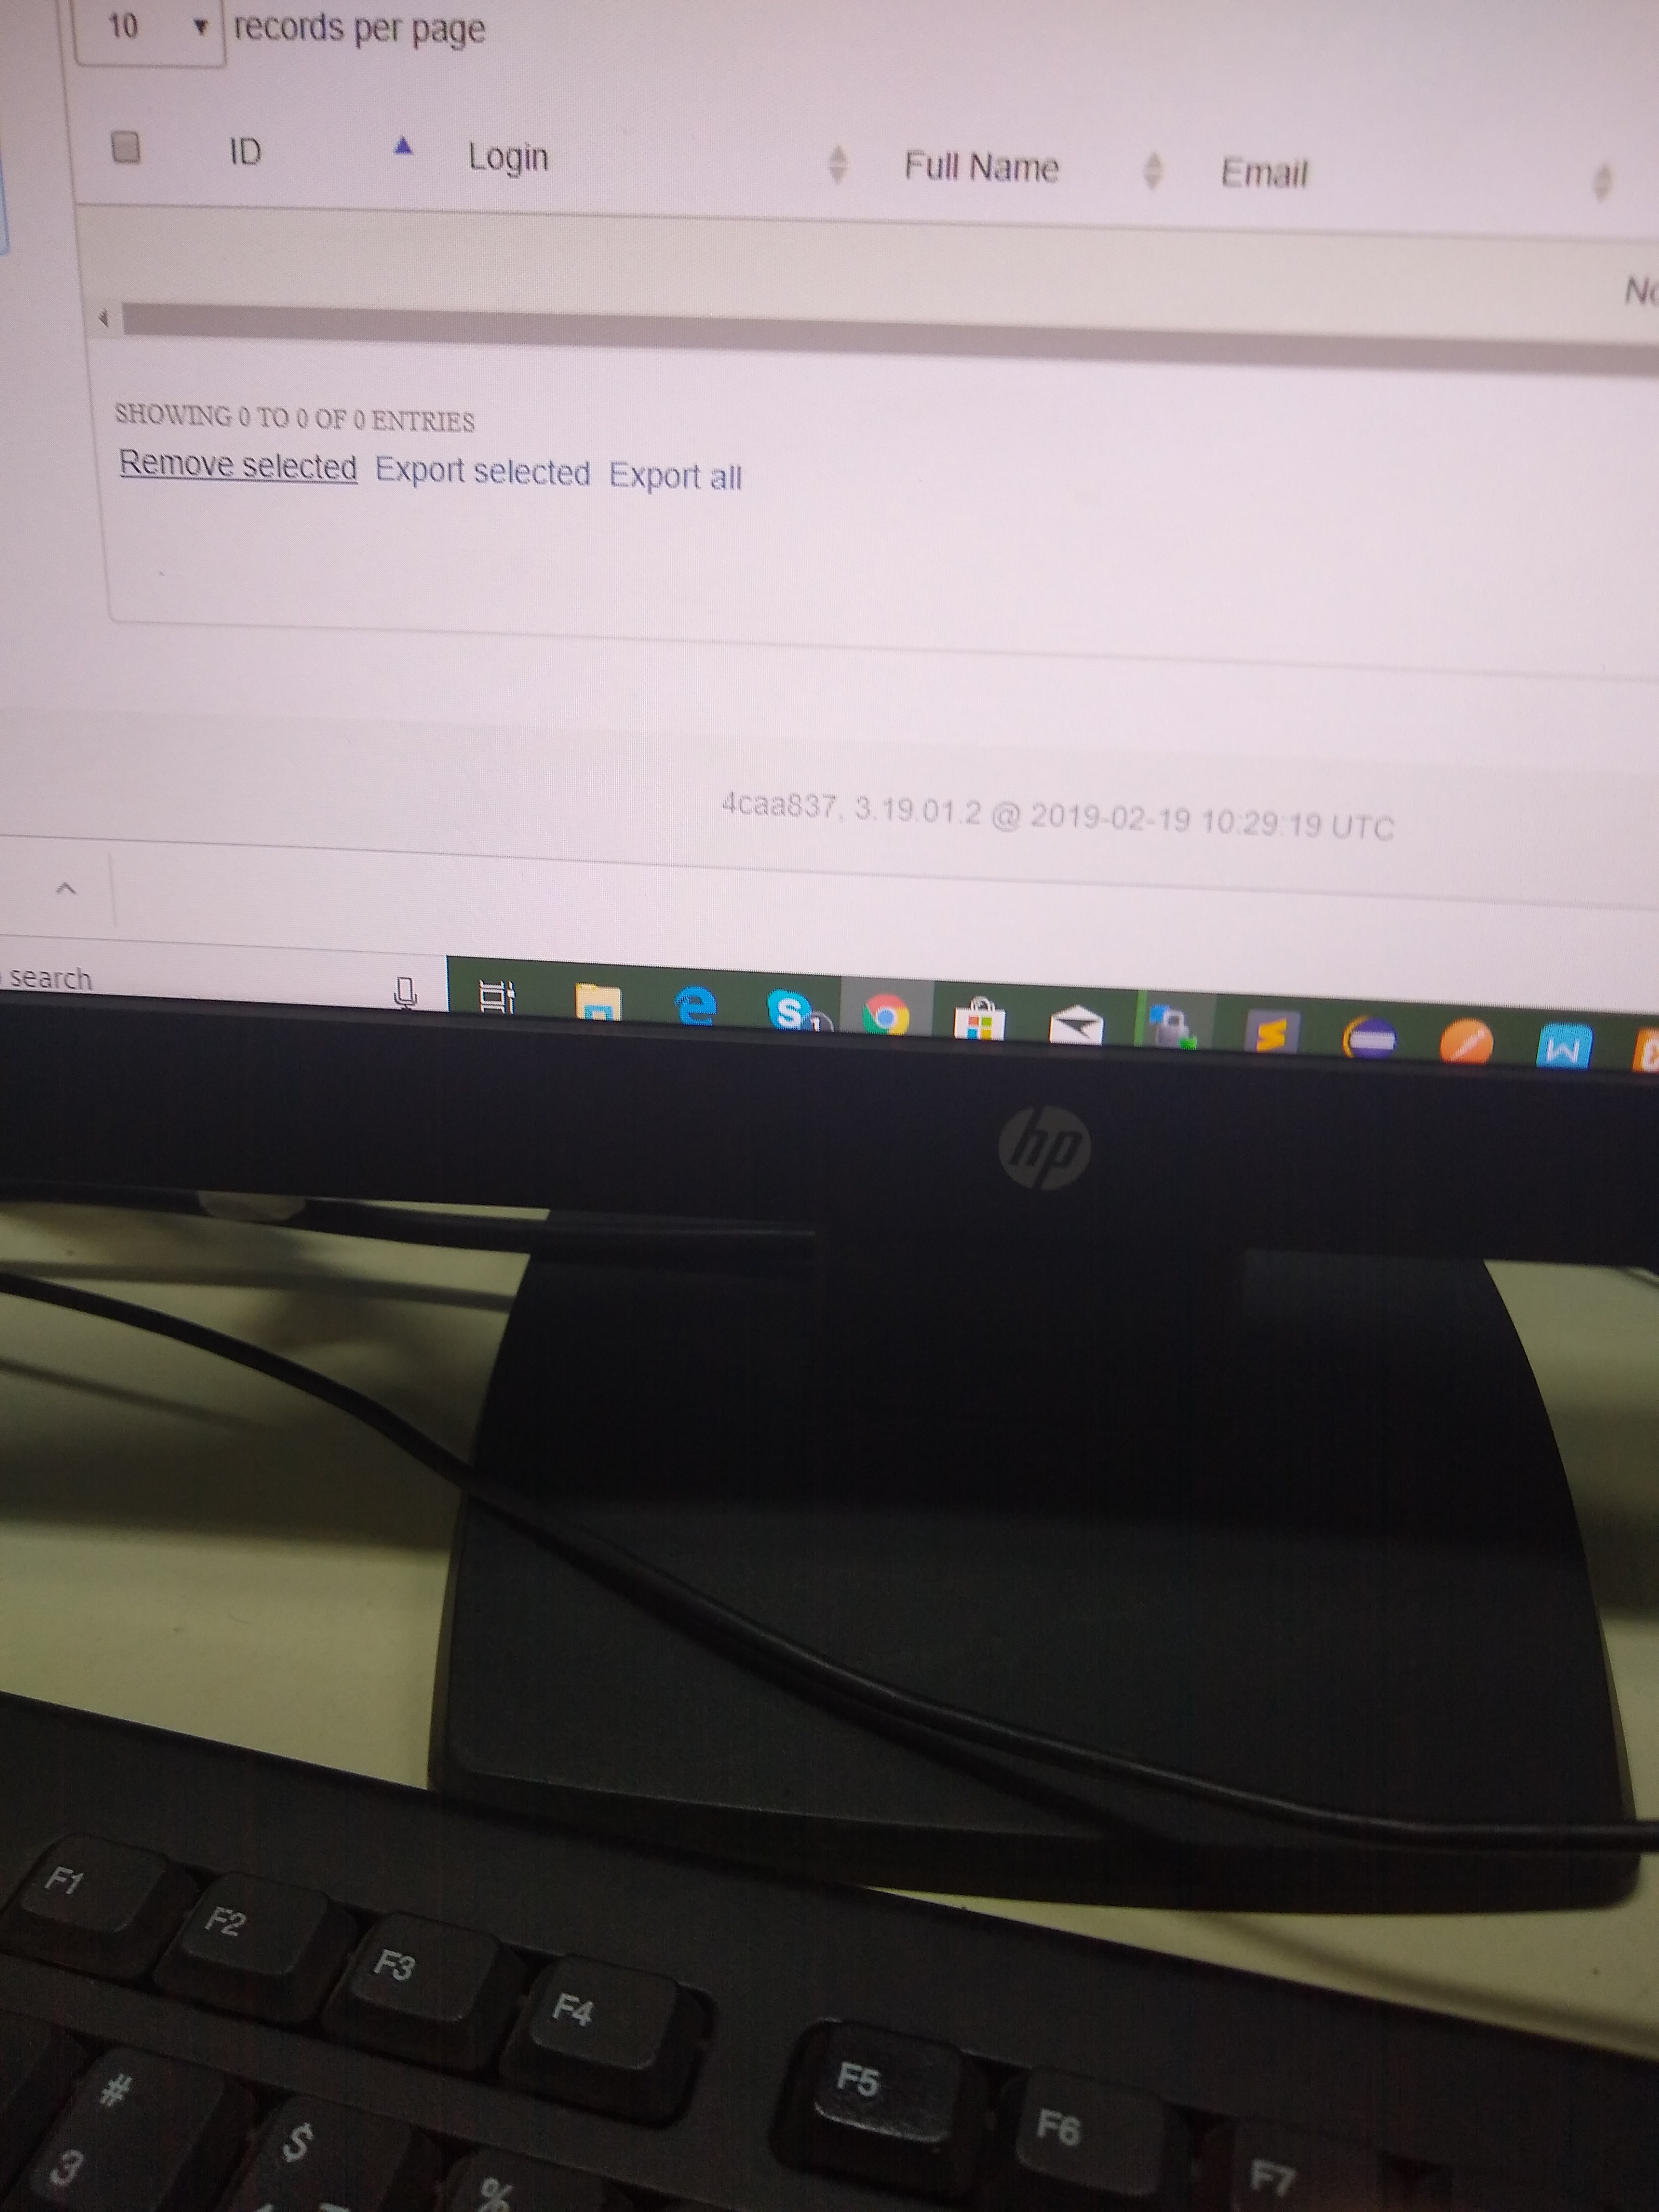 10 records per page
ID Login Full Name Email
SHOWING 0 TO 0 OF 0 ENTRIES
Remove selected Export selected Export all
4caa837, 3.19.01.2 @ 2019-02-19 10:29:19 UTC
search
hp
F1 F2 F3 F4 F5 F6 F7
# $ %
3